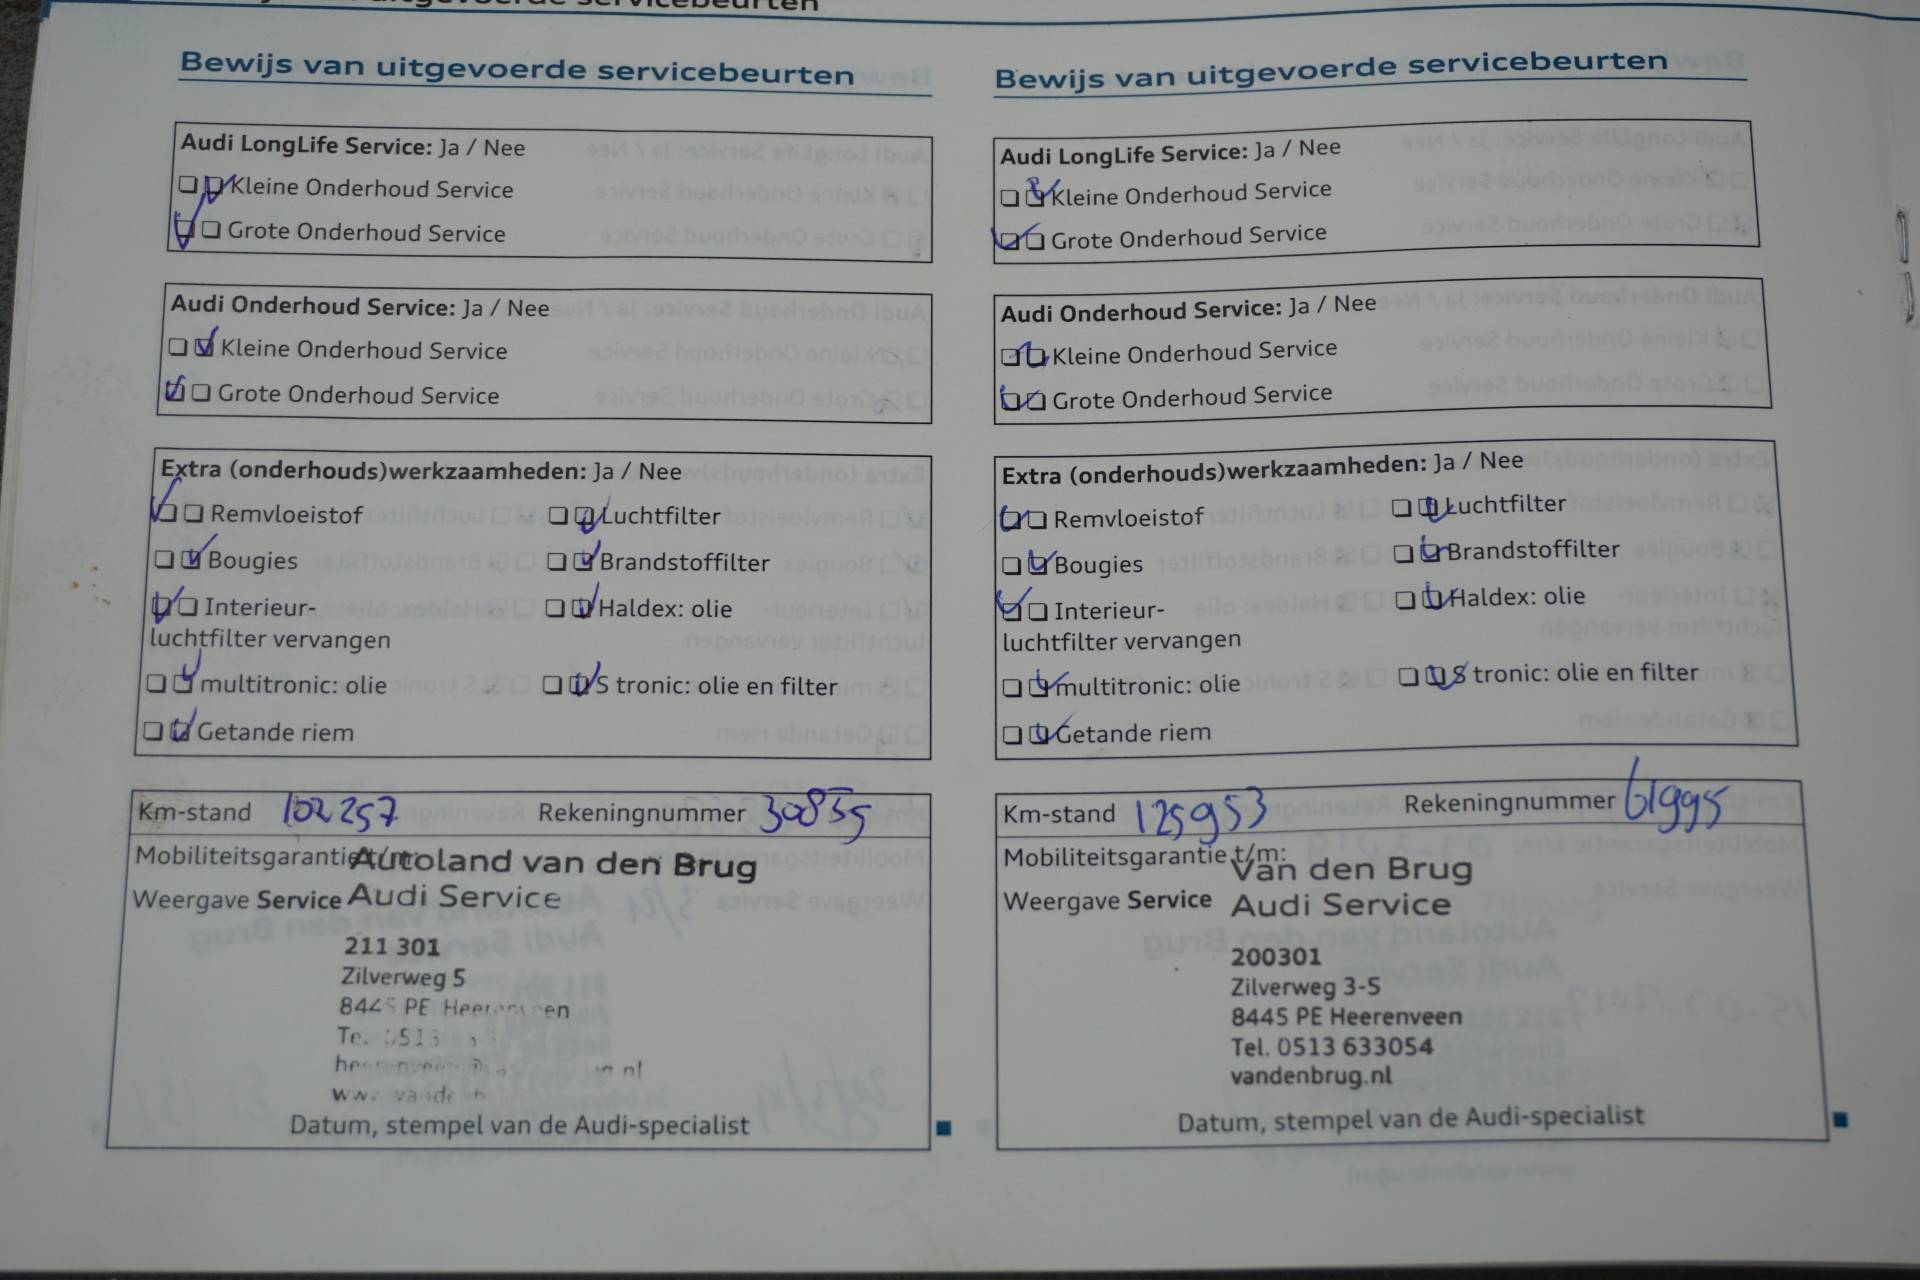 Bewijs van uitgevoerde servicebeurten
Audi LongLife Service: Ja / Nee
Kleine Onderhoud Service
Grote Onderhoud Service
Audi Onderhoud Service: Ja / Nee
Kleine Onderhoud Service
Grote Onderhoud Service
Extra (onderhouds)werkzaamheden: Ja / Nee
Remvloeistof Luchtfilter
Bougies Brandstoffilter
Interieur- Haldex: olie
luchtfilter vervangen
multitronic: olie S tronic: olie en filter
Getande riem
Km-stand 102257 Rekeningnummer 30835
Mobiliteitsgarantie t/m: Autoland van den Brug
Weergave Service Audi Service
211 301
Zilverweg 5
8445 PE Heerenveen
Datum, stempel van de Audi-specialist
Bewijs van uitgevoerde servicebeurten
Audi LongLife Service: Ja / Nee
Kleine Onderhoud Service
Grote Onderhoud Service
Audi Onderhoud Service: Ja / Nee
Kleine Onderhoud Service
Grote Onderhoud Service
Extra (onderhouds)werkzaamheden: Ja / Nee
Remvloeistof Luchtfilter
Bougies Brandstoffilter
Interieur- Haldex: olie
luchtfilter vervangen
multitronic: olie S tronic: olie en filter
Getande riem
Km-stand 125953 Rekeningnummer 61995
Mobiliteitsgarantie t/m: Van den Brug
Weergave Service Audi Service
200301
Zilverweg 3-5
8445 PE Heerenveen
Tel. 0513 633054
vandenbrug.nl
Datum, stempel van de Audi-specialist